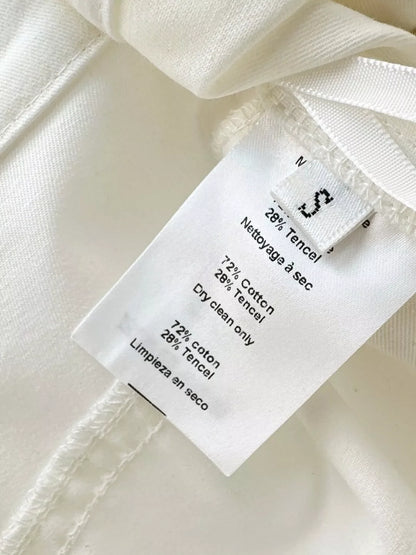 S
28% Tencel
Nettoyage à sec
72% Cotton
28% Tencel
Dry clean only
72% coton
28% Tencel
Limpieza en seco